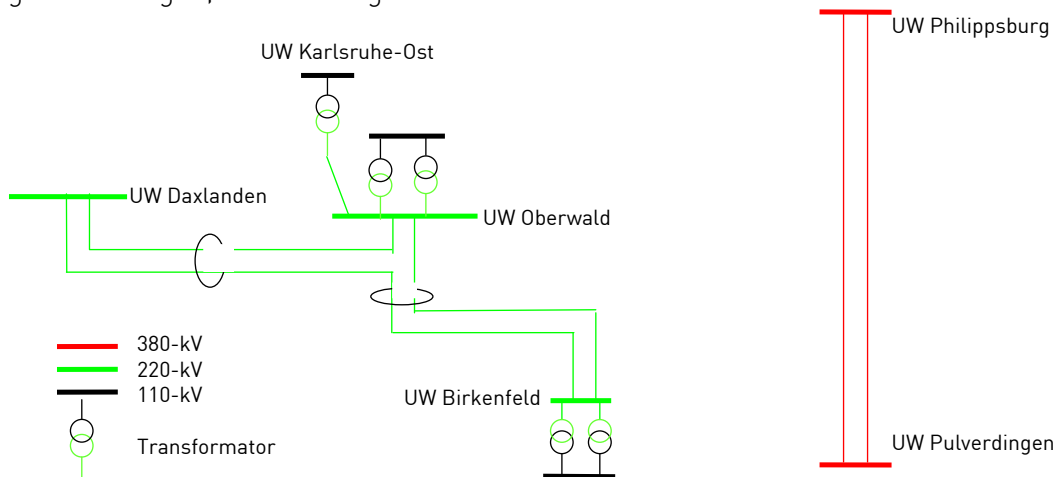 UW Philippsburg
UW Karlsruhe-Ost
UW Daxlanden
UW Oberwald
380-kV
220-kV
110-kV
UW Birkenfeld
Transformator
UW Pulverdingen